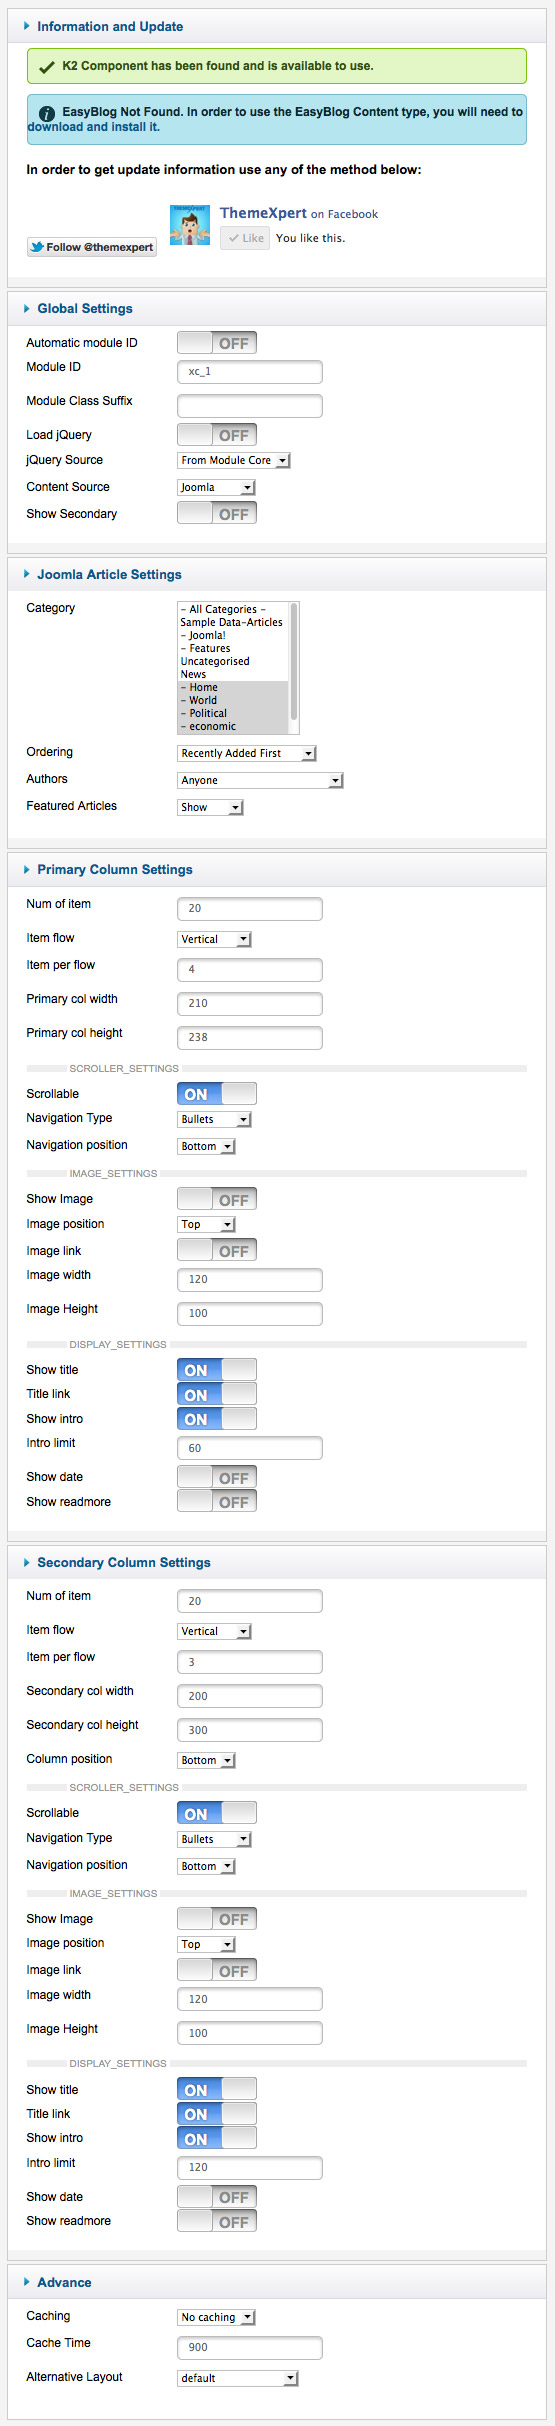 Information and Update
K2 Component has been found and is available to use.
EasyBlog Not Found. In order to use the EasyBlog Content type, you will need to
download and install it.
In order to get update information use any of the method below:
THEMEXPERT
ThemeXpert on Facebook
Follow @themexpert
Like You like this.
Global Settings
Automatic module ID OFF
Module ID xc_1
Module Class Suffix
Load jQuery OFF
jQuery Source From Module Core
Content Source Joomla
Show Secondary OFF
Joomla Article Settings
Category - All Categories -
Sample Data-Articles
- Joomla!
- Features
Uncategorised
News
- Home
- World
- Political
- economic
Ordering Recently Added First
Authors Anyone
Featured Articles Show
Primary Column Settings
Num of item 20
Item flow Vertical
Item per flow 4
Primary col width 210
Primary col height 238
SCROLLER_SETTINGS
Scrollable ON
Navigation Type Bullets
Navigation position Bottom
IMAGE_SETTINGS
Show Image OFF
Image position Top
Image link OFF
Image width 120
Image Height 100
DISPLAY_SETTINGS
Show title ON
Title link ON
Show intro ON
Intro limit 60
Show date OFF
Show readmore OFF
Secondary Column Settings
Num of item 20
Item flow Vertical
Item per flow 3
Secondary col width 200
Secondary col height 300
Column position Bottom
SCROLLER_SETTINGS
Scrollable ON
Navigation Type Bullets
Navigation position Bottom
IMAGE_SETTINGS
Show Image OFF
Image position Top
Image link OFF
Image width 120
Image Height 100
DISPLAY_SETTINGS
Show title ON
Title link ON
Show intro ON
Intro limit 120
Show date OFF
Show readmore OFF
Advance
Caching No caching
Cache Time 900
Alternative Layout default